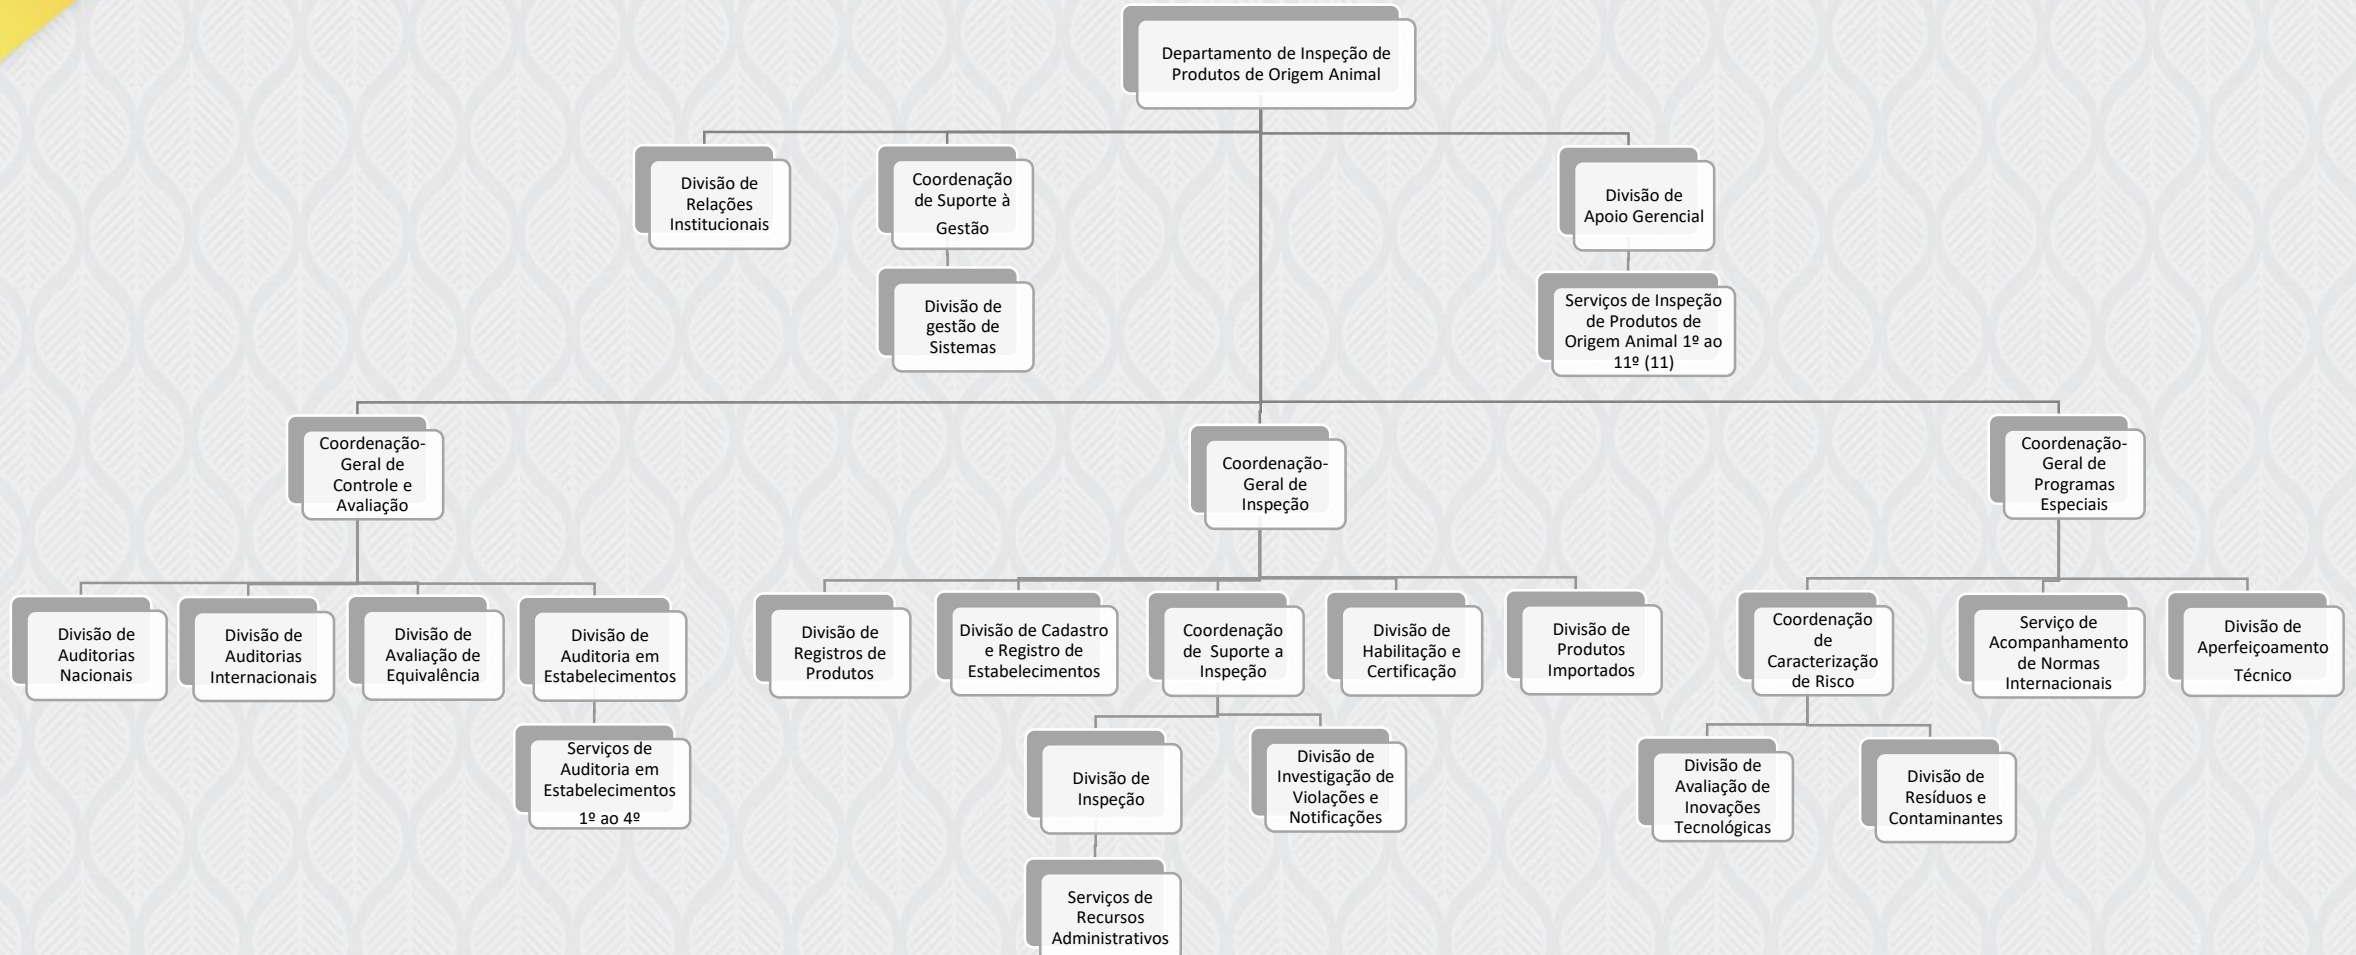 Departamento de Inspeção de
Produtos de Origem Animal
Divisão de
Relações
Institucionais
Coordenação
de Suporte à
Gestão
Divisão de
Apoio Gerencial
Divisão de
gestão de
Sistemas
Serviços de Inspeção
de Produtos de
Origem Animal 1º ao
11º (11)
Coordenação-
Geral de
Controle e
Avaliação
Coordenação-
Geral de
Inspeção
Coordenação-
Geral de
Programas
Especiais
Divisão de
Auditorias
Nacionais
Divisão de
Auditorias
Internacionais
Divisão de
Avaliação de
Equivalência
Divisão de
Auditoria em
Estabelecimentos
Divisão de
Registros de
Produtos
Divisão de Cadastro
e Registro de
Estabelecimentos
Coordenação
de Suporte a
Inspeção
Divisão de
Habilitação e
Certificação
Divisão de
Produtos
Importados
Coordenação
de
Caracterização
de Risco
Serviço de
Acompanhamento
de Normas
Internacionais
Divisão de
Aperfeiçoamento
Técnico
Serviços de
Auditoria em
Estabelecimentos
1º ao 4º
Divisão de
Inspeção
Divisão de
Investigação de
Violações e
Notificações
Divisão de
Avaliação de
Inovações
Tecnológicas
Divisão de
Resíduos e
Contaminantes
Serviços de
Recursos
Administrativos